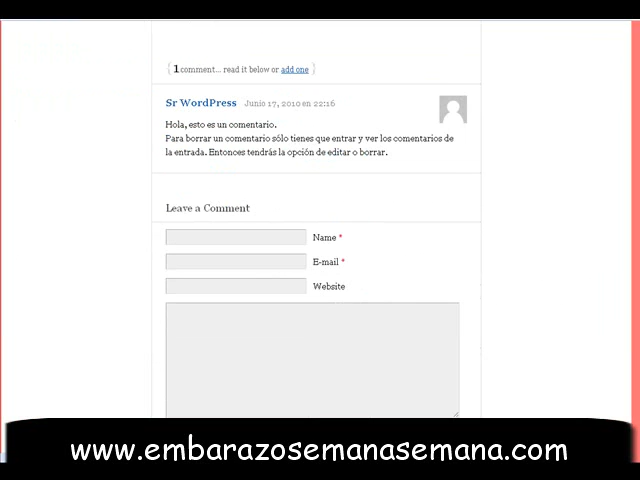 { 1 comment... read it below or add one }
Sr WordPress Junio 17, 2010 en 22:16
Hola, esto es un comentario.
Para borrar un comentario sólo tienes que entrar y ver los comentarios de
la entrada. Entonces tendrás la opción de editar o borrar.
Leave a Comment
Name *
E-mail *
Website
www.embarazosemanasemana.com